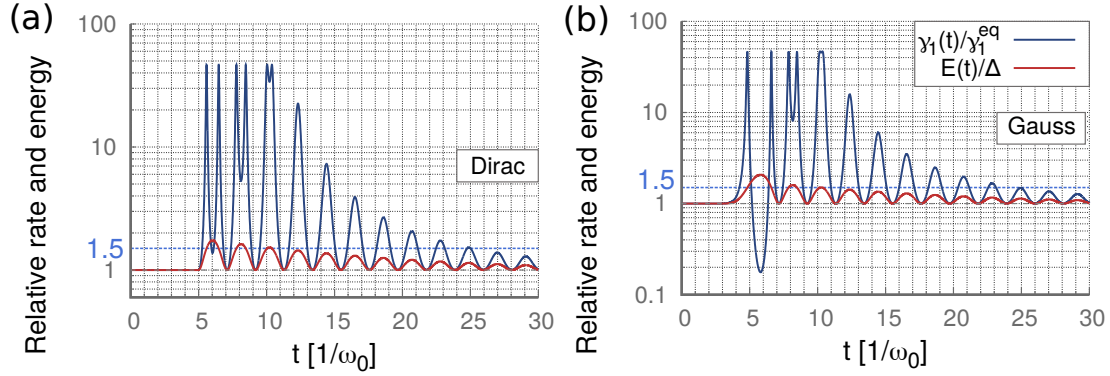 (a)
Relative rate and energy
100
10
1.5
1
Dirac
0 5 10 15 20 25 30
t [1/ω₀]
(b)
Relative rate and energy
100
10
1.5
1
0.1
γ₁(t)/γ₁^eq
E(t)/Δ
Gauss
0 5 10 15 20 25 30
t [1/ω₀]